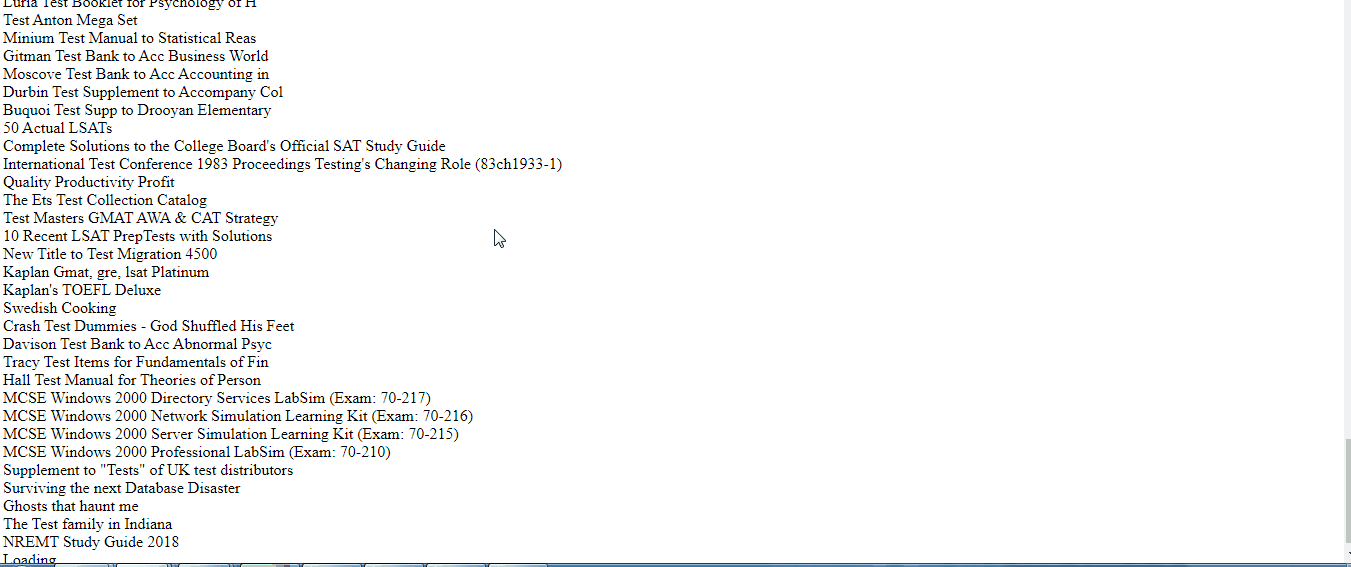 Luria Test Booklet for Psychology of H
Test Anton Mega Set
Minium Test Manual to Statistical Reas
Gitman Test Bank to Acc Business World
Moscove Test Bank to Acc Accounting in
Durbin Test Supplement to Accompany Col
Buquoi Test Supp to Drooyan Elementary
50 Actual LSATs
Complete Solutions to the College Board's Official SAT Study Guide
International Test Conference 1983 Proceedings Testing's Changing Role (83ch1933-1)
Quality Productivity Profit
The Ets Test Collection Catalog
Test Masters GMAT AWA & CAT Strategy
10 Recent LSAT PrepTests with Solutions
New Title to Test Migration 4500
Kaplan Gmat, gre, lsat Platinum
Kaplan's TOEFL Deluxe
Swedish Cooking
Crash Test Dummies - God Shuffled His Feet
Davison Test Bank to Acc Abnormal Psyc
Tracy Test Items for Fundamentals of Fin
Hall Test Manual for Theories of Person
MCSE Windows 2000 Directory Services LabSim (Exam: 70-217)
MCSE Windows 2000 Network Simulation Learning Kit (Exam: 70-216)
MCSE Windows 2000 Server Simulation Learning Kit (Exam: 70-215)
MCSE Windows 2000 Professional LabSim (Exam: 70-210)
Supplement to "Tests" of UK test distributors
Surviving the next Database Disaster
Ghosts that haunt me
The Test family in Indiana
NREMT Study Guide 2018
Loading